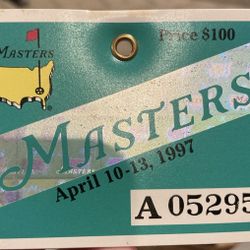 MASTERS
Price $100
MASTERS
April 10-13, 1997
A 05295